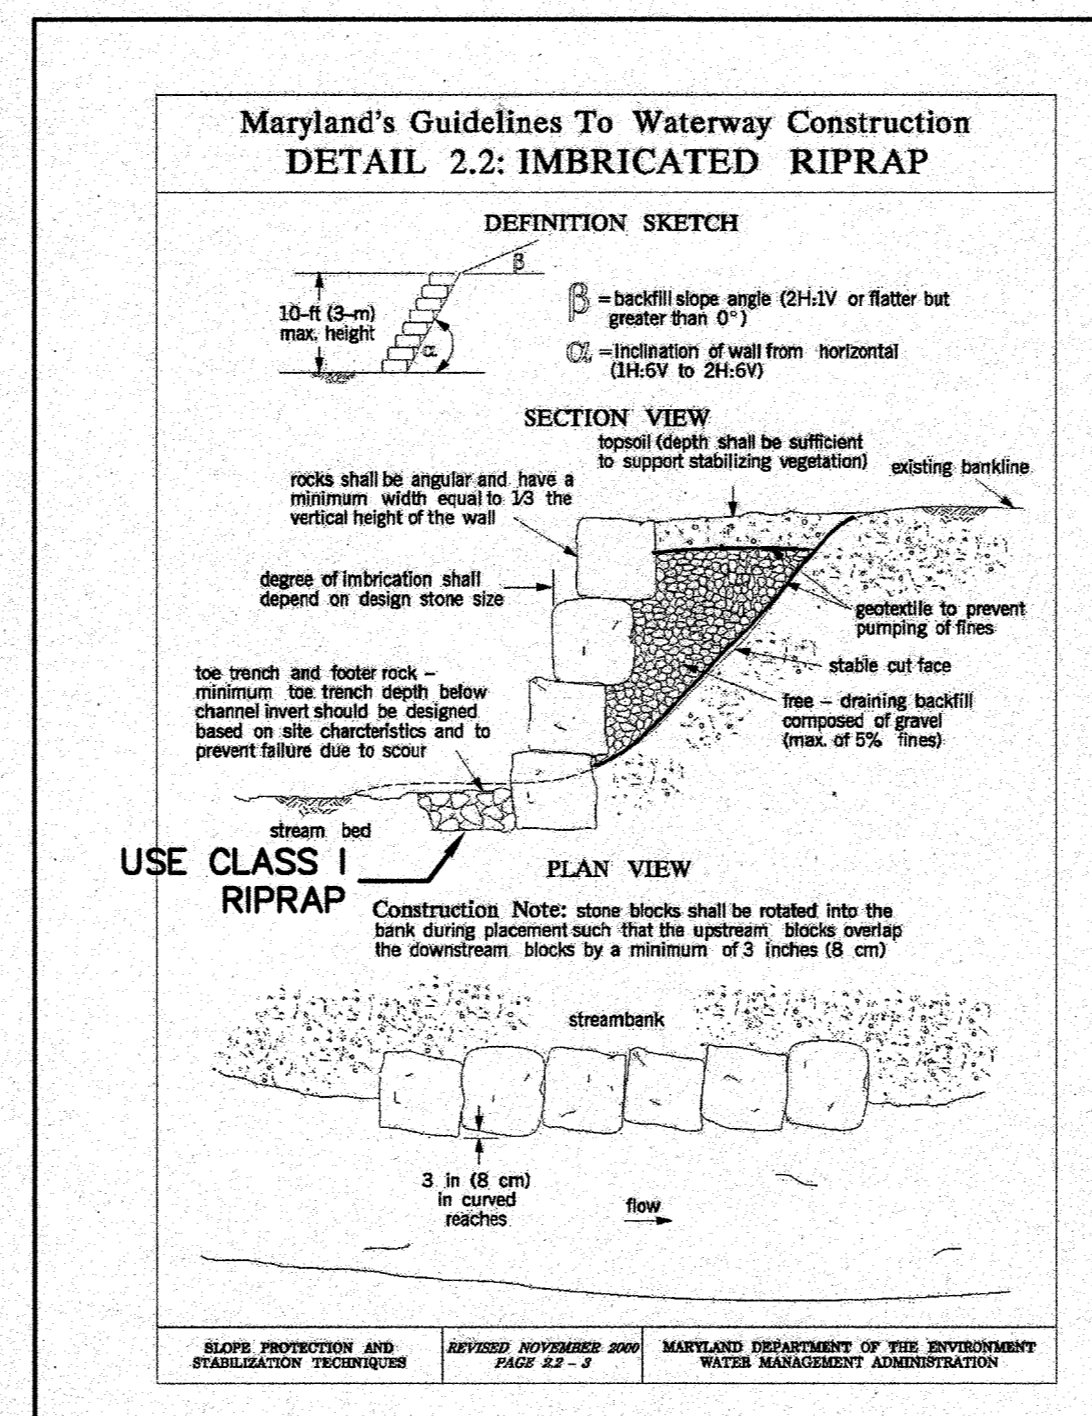 Maryland's Guidelines To Waterway Construction
DETAIL 2.2: IMBRICATED RIPRAP
DEFINITION SKETCH
β
10-ft (3-m)
max. height
α
β = backfill slope angle (2H:1V or flatter but
greater than 0°)
α = Inclination of wall from horizontal
(1H:6V to 2H:6V)
SECTION VIEW
topsoil (depth shall be sufficient
to support stabilizing vegetation)
existing bankline
rocks shall be angular and have a
minimum width equal to 1/3 the
vertical height of the wall
degree of imbrication shall
depend on design stone size
geotextile to prevent
pumping of fines
stable cut face
toe trench and footer rock –
minimum toe trench depth below
channel invert should be designed
based on site charcteristics and to
prevent failure due to scour
free – draining backfill
composed of gravel
(max. of 5% fines)
stream bed
USE CLASS I
RIPRAP
PLAN VIEW
Construction Note: stone blocks shall be rotated into the
bank during placement such that the upstream blocks overlap
the downstream blocks by a minimum of 3 inches (8 cm)
streambank
3 in (8 cm)
in curved
reaches
flow
SLOPE PROTECTION AND
STABILIZATION TECHNIQUES
REVISED NOVEMBER 2000
PAGE 2.2 – 3
MARYLAND DEPARTMENT OF THE ENVIRONMENT
WATER MANAGEMENT ADMINISTRATION